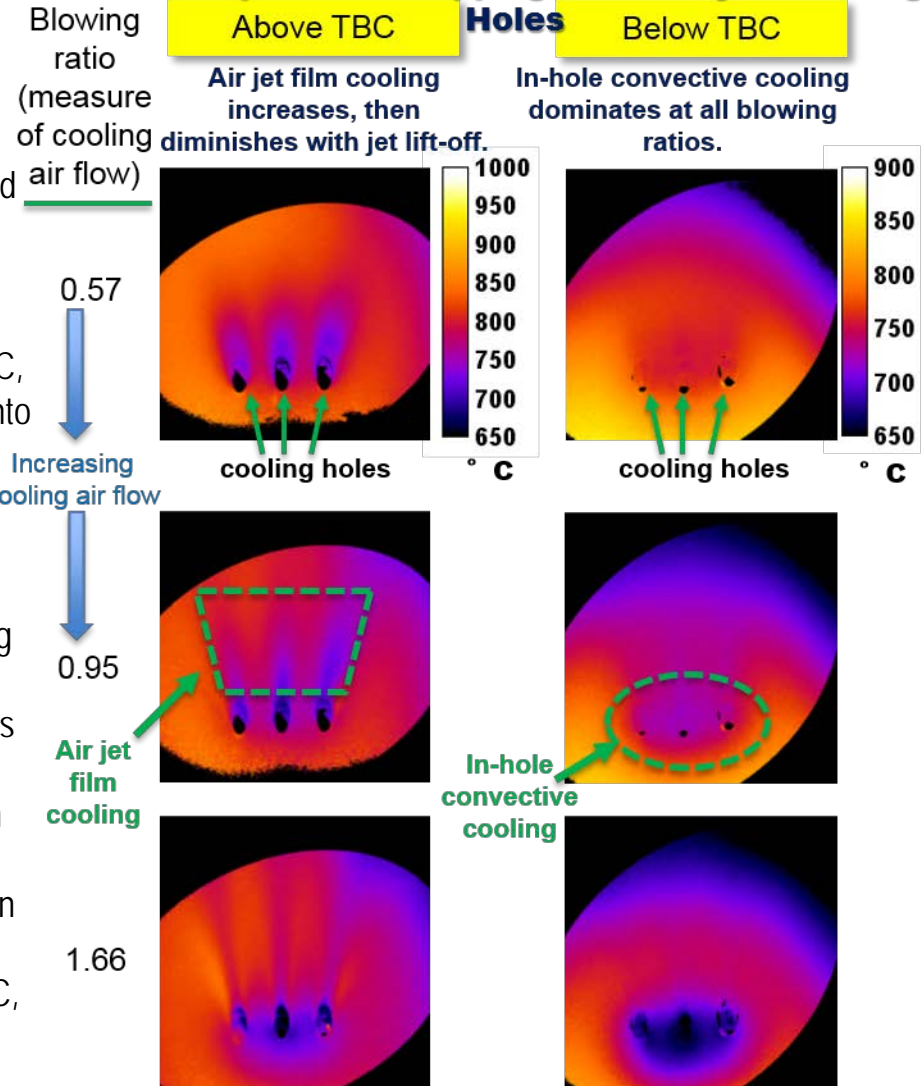 Holes
Blowing
ratio
(measure
of cooling
air flow)
Above TBC
Air jet film cooling
increases, then
diminishes with jet lift-off.
Below TBC
In-hole convective cooling
dominates at all blowing
ratios.
1000
950
900
850
800
750
700
650
° C
900
850
800
750
700
650
° C
0.57
cooling holes
cooling holes
Increasing
ooling air flow
0.95
Air jet
film
cooling
In-hole
convective
cooling
1.66
d
C,
nto
g
s
n
C,